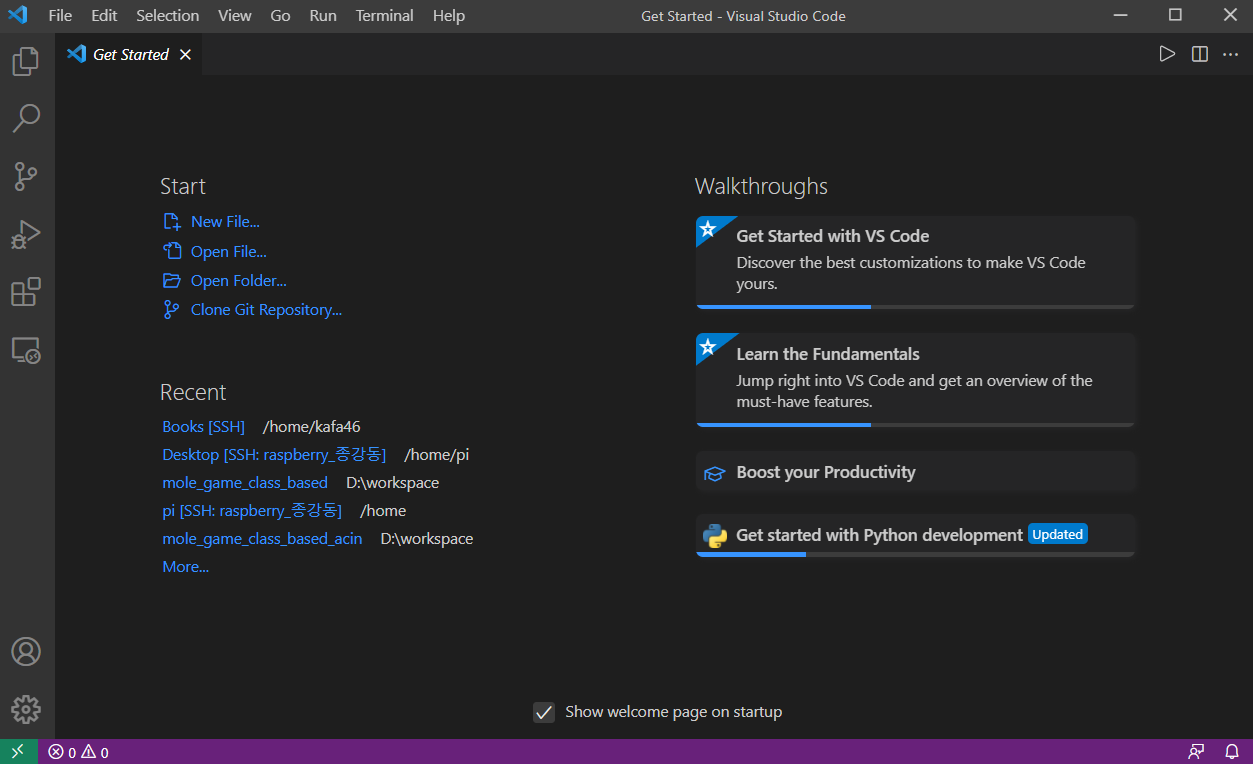 File Edit Selection View Go Run Terminal Help Get Started - Visual Studio Code
Get Started
Start
New File...
Open File...
Open Folder...
Clone Git Repository...
Recent
Books [SSH] /home/kafa46
Desktop [SSH: raspberry_종강동] /home/pi
mole_game_class_based D:\workspace
pi [SSH: raspberry_종강동] /home
mole_game_class_based_acin D:\workspace
More...
Walkthroughs
Get Started with VS Code
Discover the best customizations to make VS Code
yours.
Learn the Fundamentals
Jump right into VS Code and get an overview of the
must-have features.
Boost your Productivity
Get started with Python development Updated
Show welcome page on startup
0 0